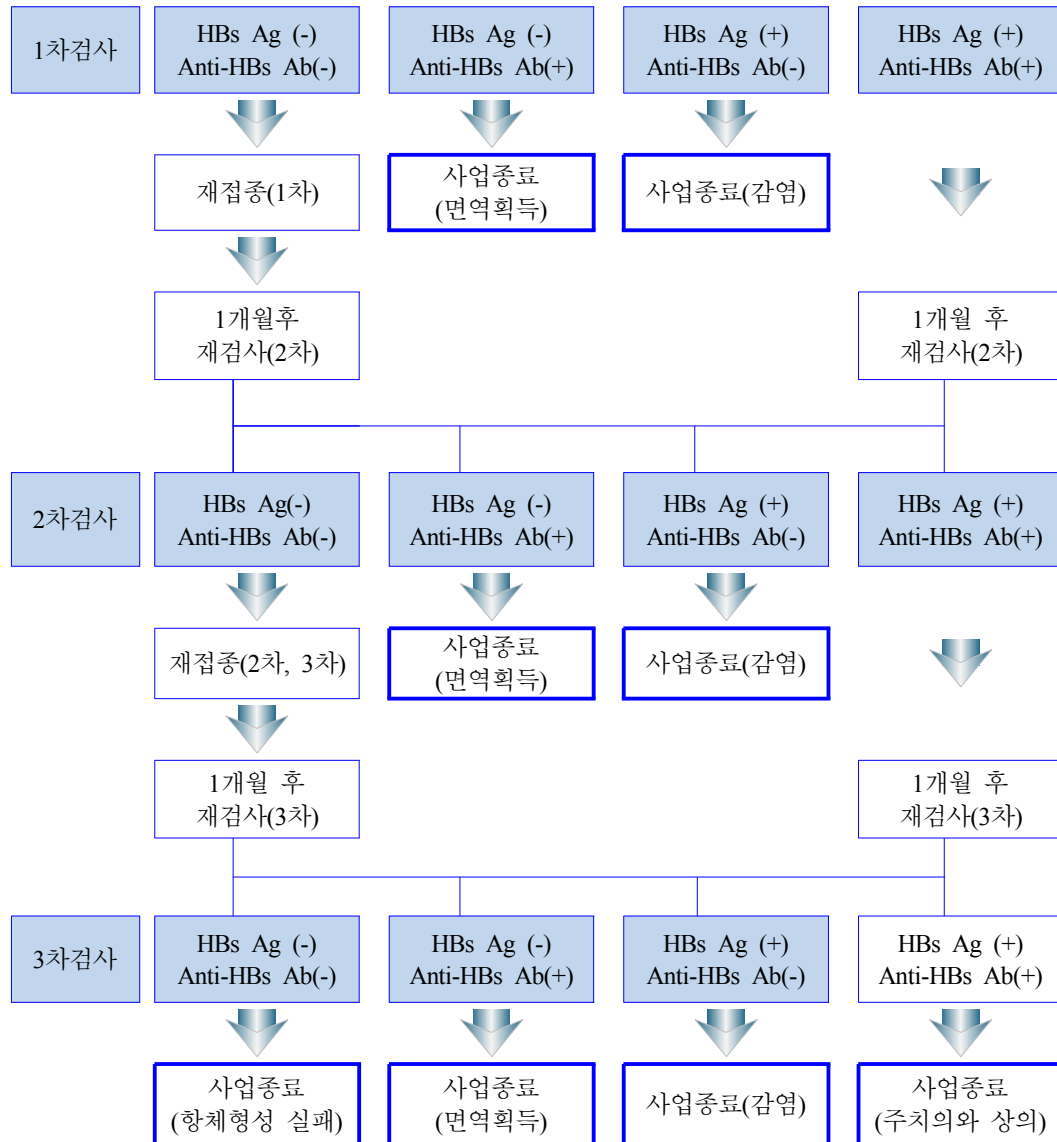 1차검사
HBs Ag (-)
Anti-HBs Ab(-)
HBs Ag (-)
Anti-HBs Ab(+)
HBs Ag (+)
Anti-HBs Ab(-)
HBs Ag (+)
Anti-HBs Ab(+)
재접종(1차)
사업종료
(면역획득)
사업종료(감염)
1개월후
재검사(2차)
1개월 후
재검사(2차)
2차검사
HBs Ag(-)
Anti-HBs Ab(-)
HBs Ag (-)
Anti-HBs Ab(+)
HBs Ag (+)
Anti-HBs Ab(-)
HBs Ag (+)
Anti-HBs Ab(+)
재접종(2차, 3차)
사업종료
(면역획득)
사업종료(감염)
1개월 후
재검사(3차)
1개월 후
재검사(3차)
3차검사
HBs Ag (-)
Anti-HBs Ab(-)
HBs Ag (-)
Anti-HBs Ab(+)
HBs Ag (+)
Anti-HBs Ab(-)
HBs Ag (+)
Anti-HBs Ab(+)
사업종료
(항체형성 실패)
사업종료
(면역획득)
사업종료(감염)
사업종료
(주치의와 상의)